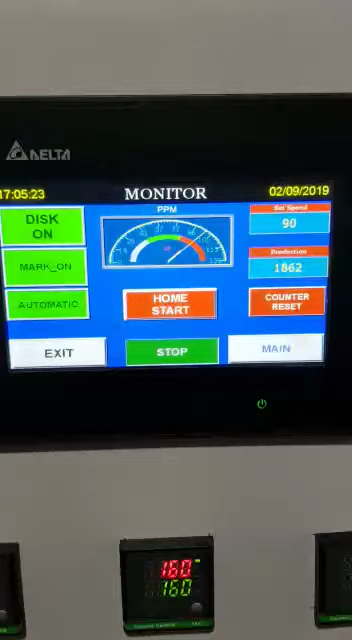 DELTA
17:05:23
MONITOR
02/09/2019
DISK
ON
PPM
Set Speed
90
MARK_ON
Production
1862
AUTOMATIC
HOME
START
COUNTER
RESET
EXIT
STOP
MAIN
160
160